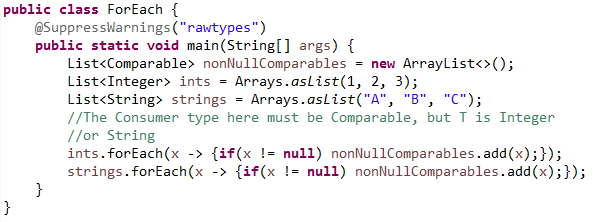 public class ForEach {
    @SuppressWarnings("rawtypes")
    public static void main(String[] args) {
        List<Comparable> nonNullComparables = new ArrayList<>();
        List<Integer> ints = Arrays.asList(1, 2, 3);
        List<String> strings = Arrays.asList("A", "B", "C");
        //The Consumer type here must be Comparable, but T is Integer
        //or String
        ints.forEach(x -> {if(x != null) nonNullComparables.add(x);});
        strings.forEach(x -> {if(x != null) nonNullComparables.add(x);});
    }
}